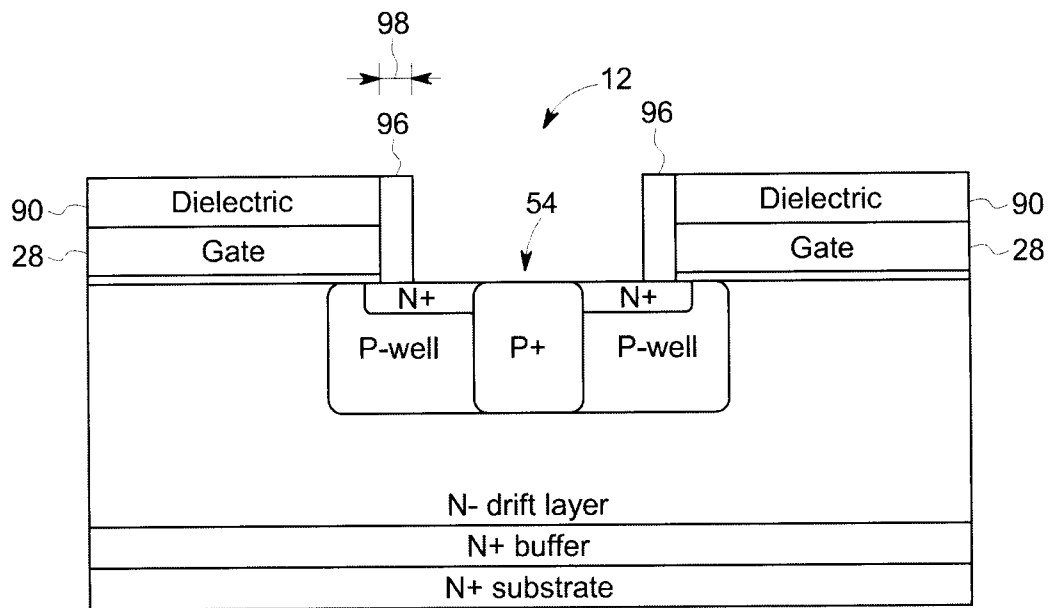 98
12
96
96
90
Dielectric
54
Dielectric
90
28
Gate
Gate
28
N+
N+
P-well
P+
P-well
N- drift layer
N+ buffer
N+ substrate